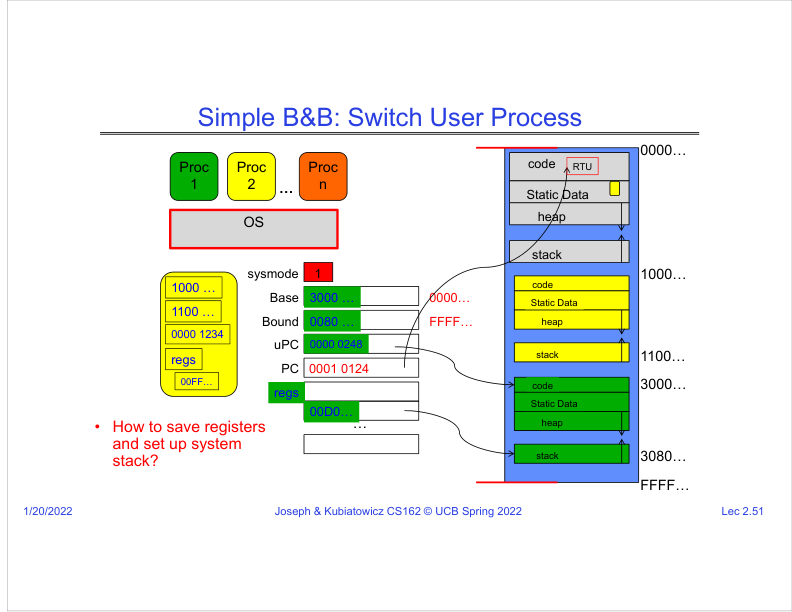 Simple B&B: Switch User Process
Proc
1
Proc
2
...
Proc
n
OS
1000 …
1100 …
0000 1234
regs
00FF…
sysmode
1
Base
3000 …
0000…
Bound
0080 …
FFFF…
uPC
0000 0248
PC
0001 0124
regs
00D0…
…
• How to save registers
and set up system
stack?
code
RTU
Static Data
heap
stack
code
Static Data
heap
stack
code
Static Data
heap
stack
0000…
1000…
1100…
3000…
3080…
FFFF…
1/20/2022
Joseph & Kubiatowicz CS162 © UCB Spring 2022
Lec 2.51